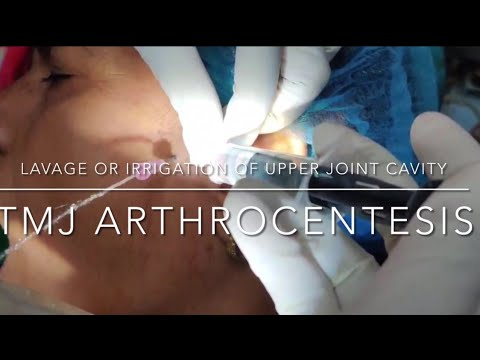 LAVAGE OR IRRIGATION OF UPPER JOINT CAVITY
TMJ ARTHROCENTESIS